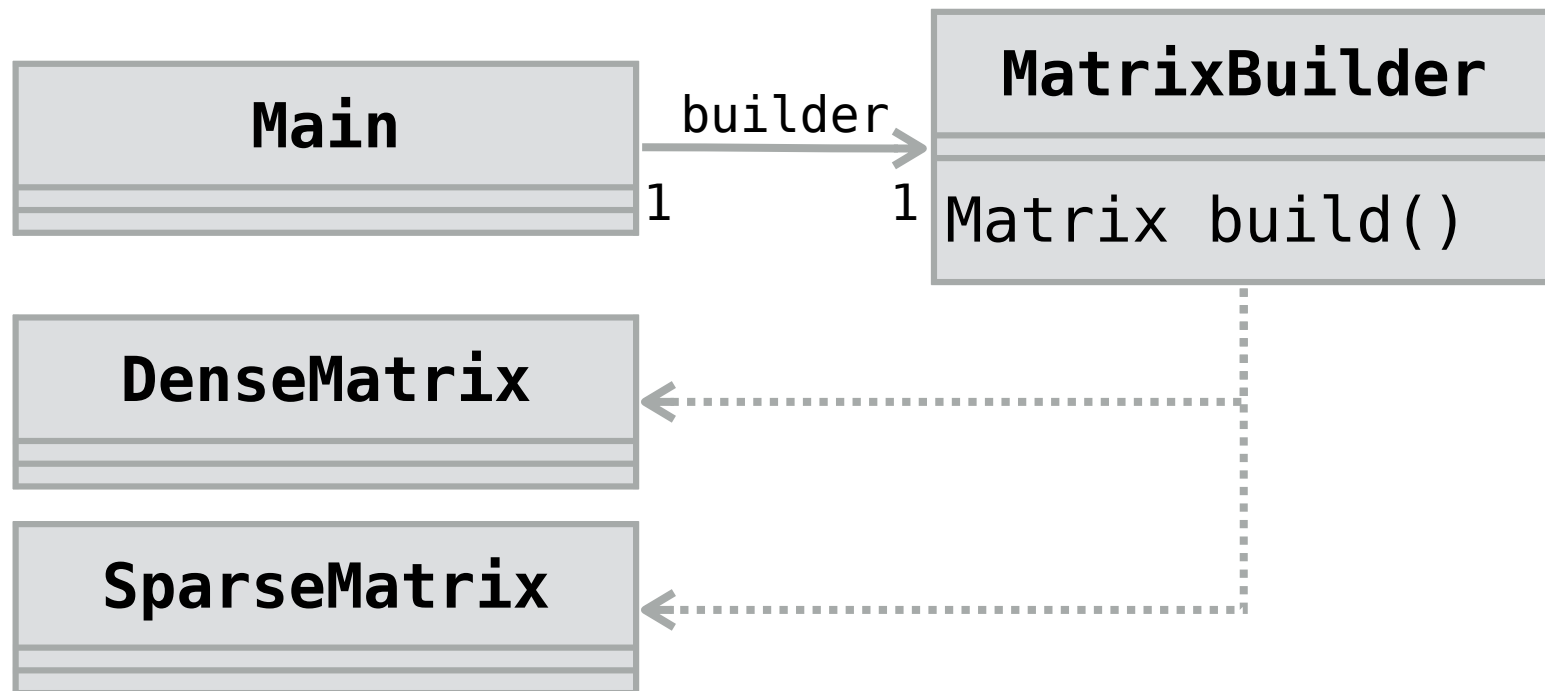 Main
builder
1
1
MatrixBuilder
Matrix build()
DenseMatrix
SparseMatrix